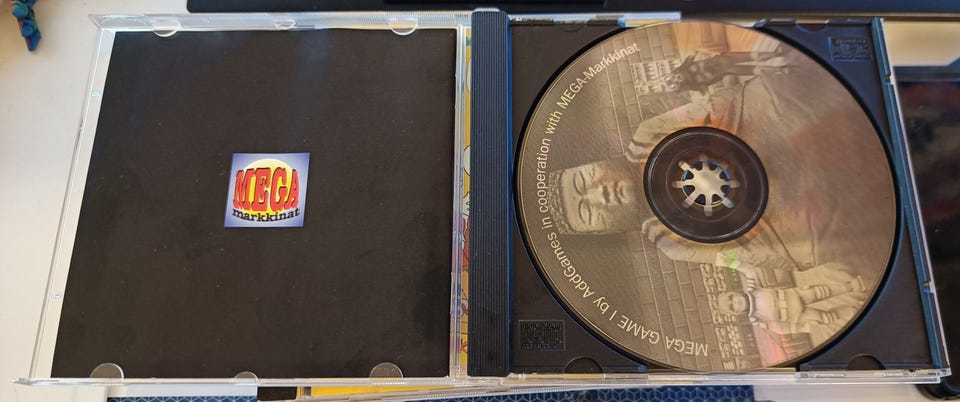 MEGA
markkinat
MEGA GAME I by AddGames in cooperation with MEGA-Markkinat